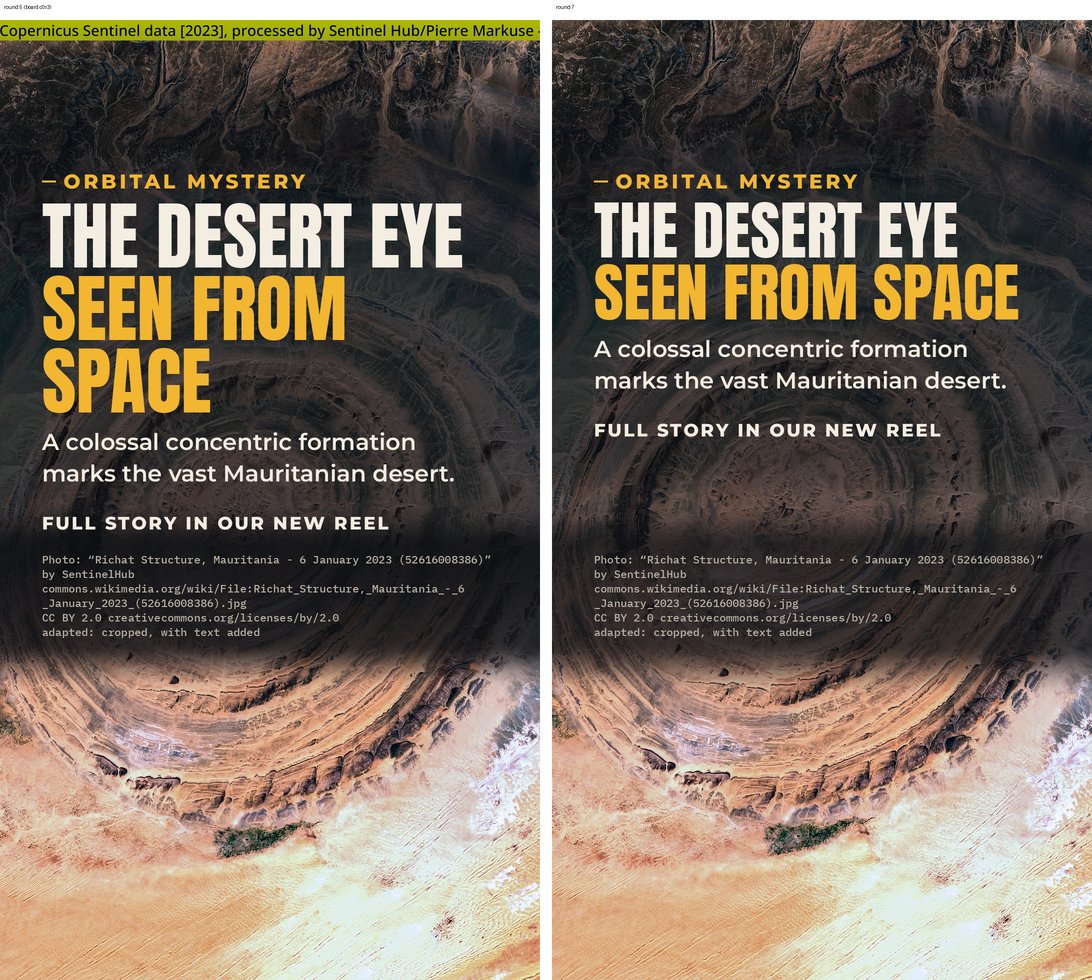 round 5 (board c0r3)
Copernicus Sentinel data [2023], processed by Sentinel Hub/Pierre Markuse -
— ORBITAL MYSTERY
THE DESERT EYE
SEEN FROM
SPACE
A colossal concentric formation
marks the vast Mauritanian desert.
FULL STORY IN OUR NEW REEL
Photo: “Richat Structure, Mauritania - 6 January 2023 (52616008386)”
by SentinelHub
commons.wikimedia.org/wiki/File:Richat_Structure,_Mauritania_-_6
_January_2023_(52616008386).jpg
CC BY 2.0 creativecommons.org/licenses/by/2.0
adapted: cropped, with text added
round 7
— ORBITAL MYSTERY
THE DESERT EYE
SEEN FROM SPACE
A colossal concentric formation
marks the vast Mauritanian desert.
FULL STORY IN OUR NEW REEL
Photo: “Richat Structure, Mauritania - 6 January 2023 (52616008386)”
by SentinelHub
commons.wikimedia.org/wiki/File:Richat_Structure,_Mauritania_-_6
_January_2023_(52616008386).jpg
CC BY 2.0 creativecommons.org/licenses/by/2.0
adapted: cropped, with text added